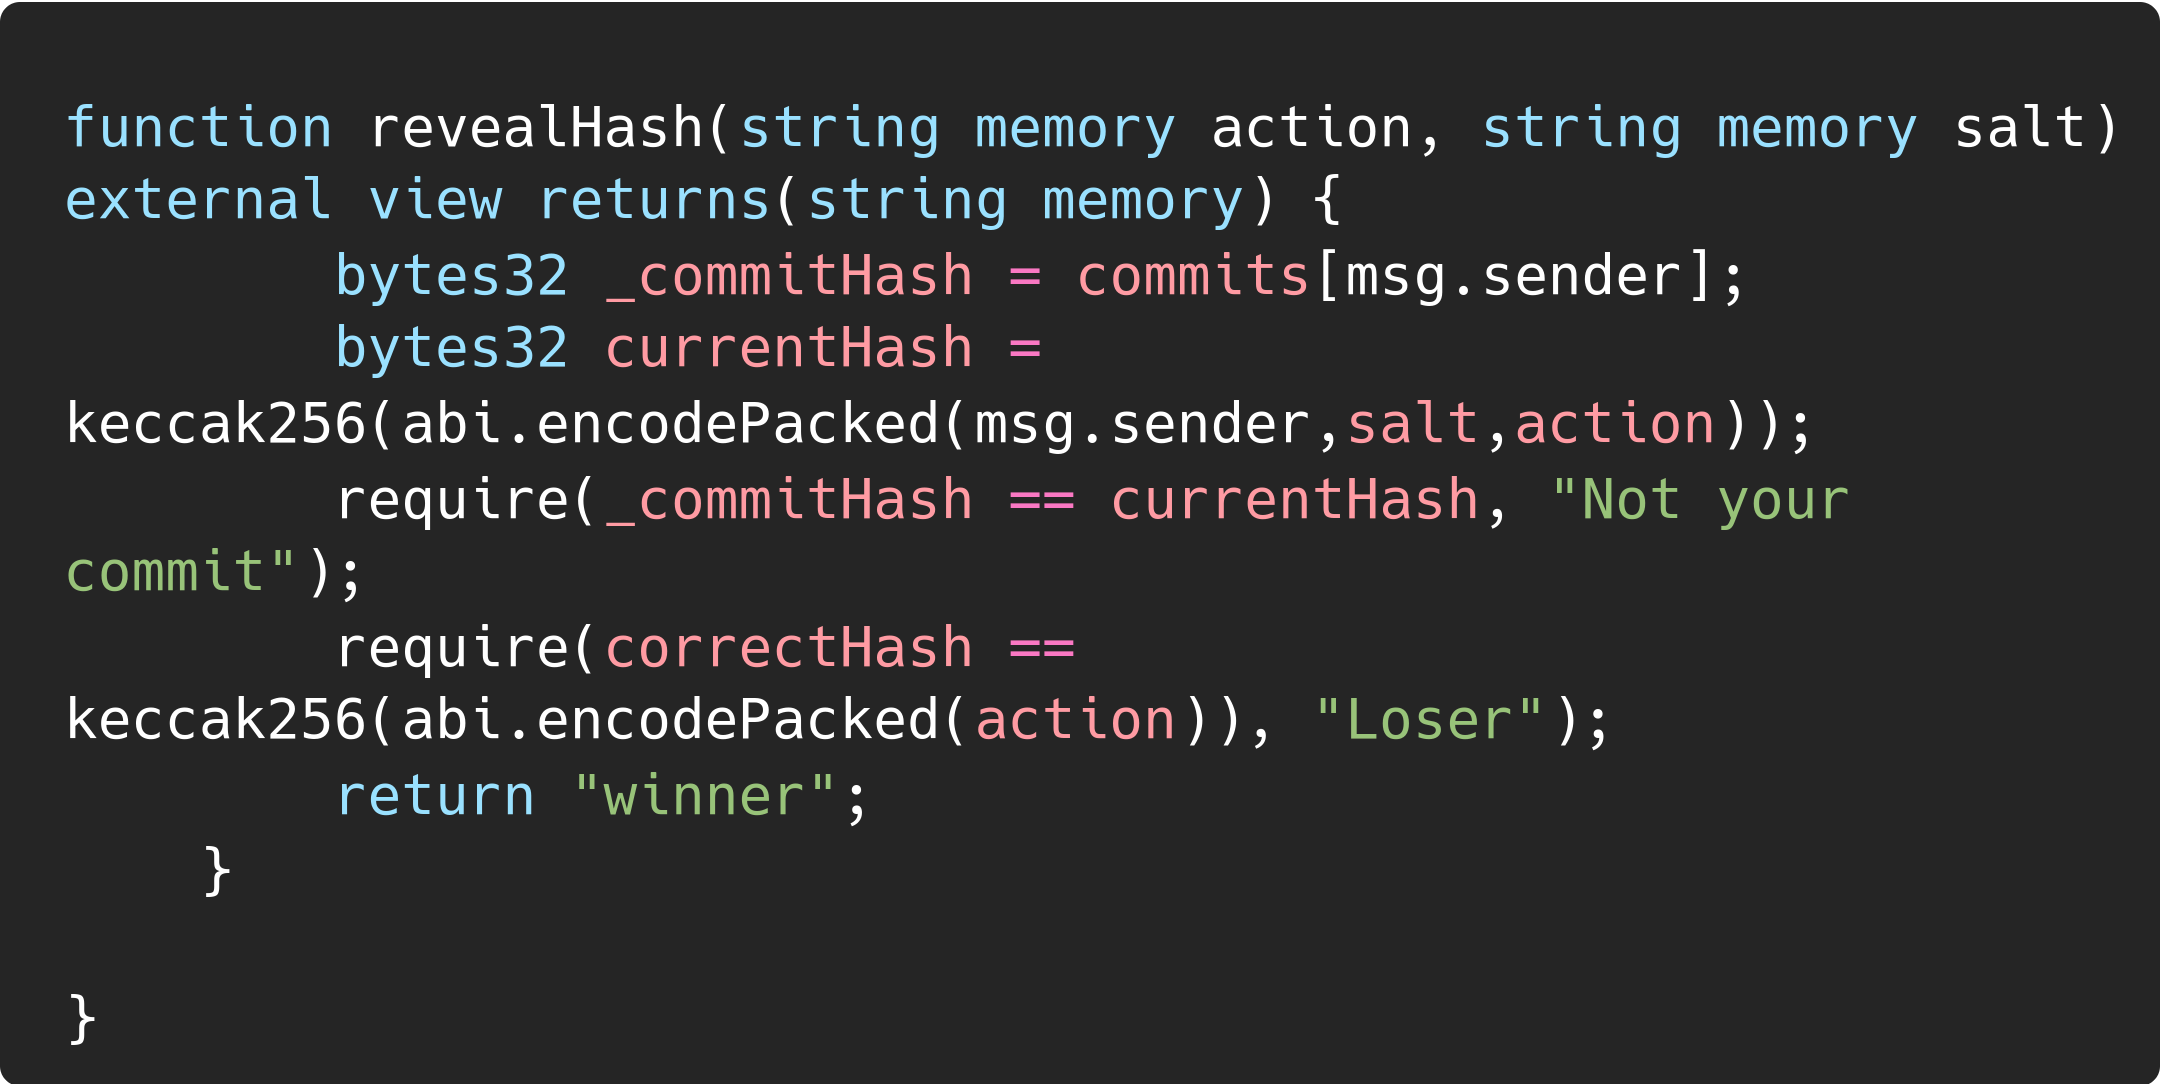 function revealHash(string memory action, string memory salt)
external view returns(string memory) {
        bytes32 _commitHash = commits[msg.sender];
        bytes32 currentHash =
keccak256(abi.encodePacked(msg.sender,salt,action));
        require(_commitHash == currentHash, "Not your
commit");
        require(correctHash ==
keccak256(abi.encodePacked(action)), "Loser");
        return "winner";
    }
}